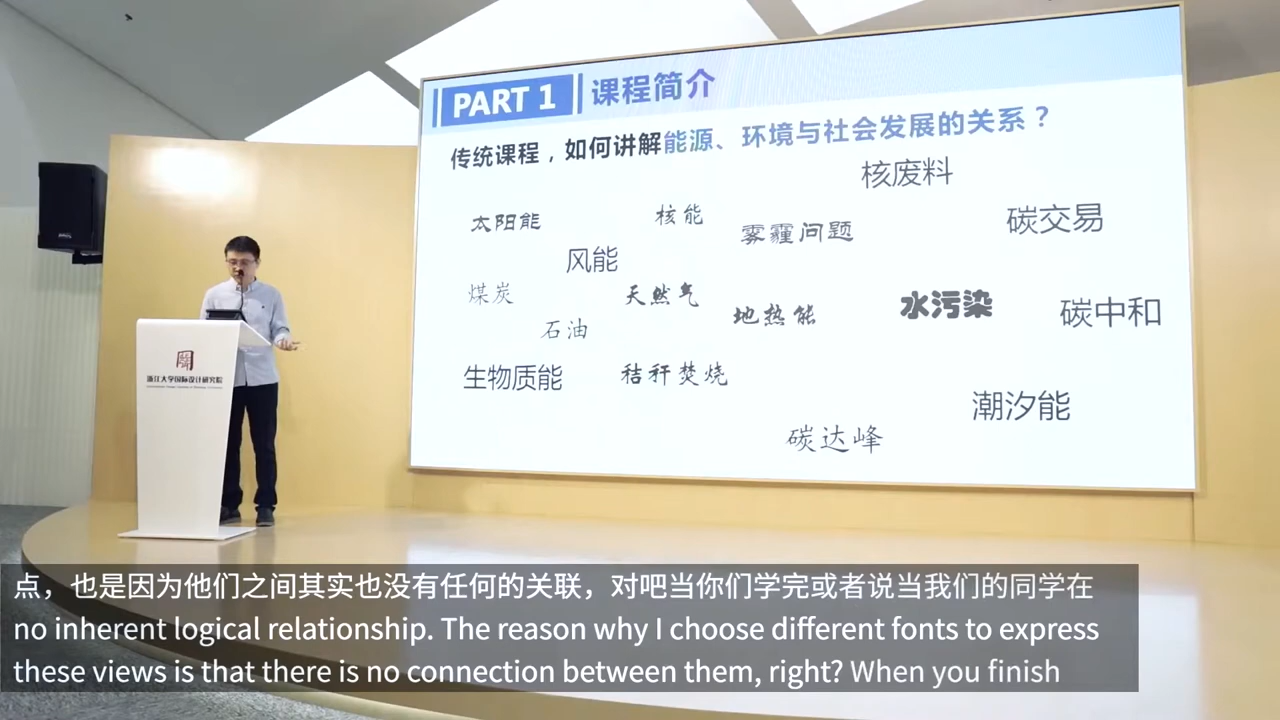 PART 1 课程简介
传统课程，如何讲解能源、环境与社会发展的关系？
核废料
太阳能
核能
雾霾问题
碳交易
风能
煤炭
天然气
地热能
水污染
碳中和
石油
生物质能
秸秆焚烧
潮汐能
碳达峰
浙江大学国际设计研究院
点，也是因为他们之间其实也没有任何的关联，对吧当你们学完或者说当我们的同学在
no inherent logical relationship. The reason why I choose different fonts to express
these views is that there is no connection between them, right? When you finish